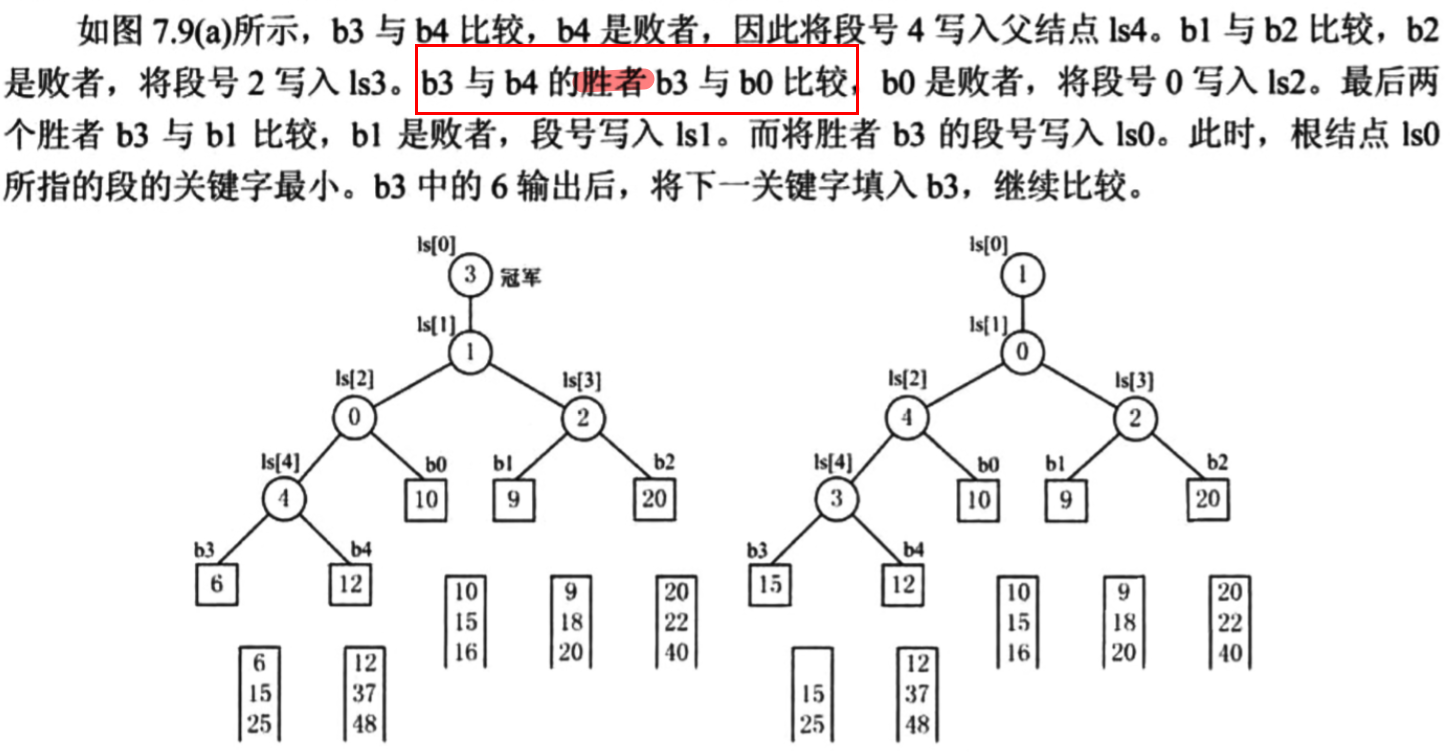 如图 7.9(a)所示，b3 与 b4 比较，b4 是败者，因此将段号 4 写入父结点 ls4。b1 与 b2 比较，b2
是败者，将段号 2 写入 ls3。b3 与 b4 的胜者 b3 与 b0 比较，b0 是败者，将段号 0 写入 ls2。最后两
个胜者 b3 与 b1 比较，b1 是败者，段号写入 ls1。而将胜者 b3 的段号写入 ls0。此时，根结点 ls0
所指的段的关键字最小。b3 中的 6 输出后，将下一关键字填入 b3，继续比较。
ls[0]
3 冠军
ls[1]
1
ls[2]
0
ls[3]
2
ls[4]
4
b0
10
b1
9
b2
20
b3
6
b4
12
6
15
25
12
37
48
10
15
16
9
18
20
20
22
40
ls[0]
1
ls[1]
0
ls[2]
4
ls[3]
2
ls[4]
3
b0
10
b1
9
b2
20
b3
15
b4
12
15
25
12
37
48
10
15
16
9
18
20
20
22
40